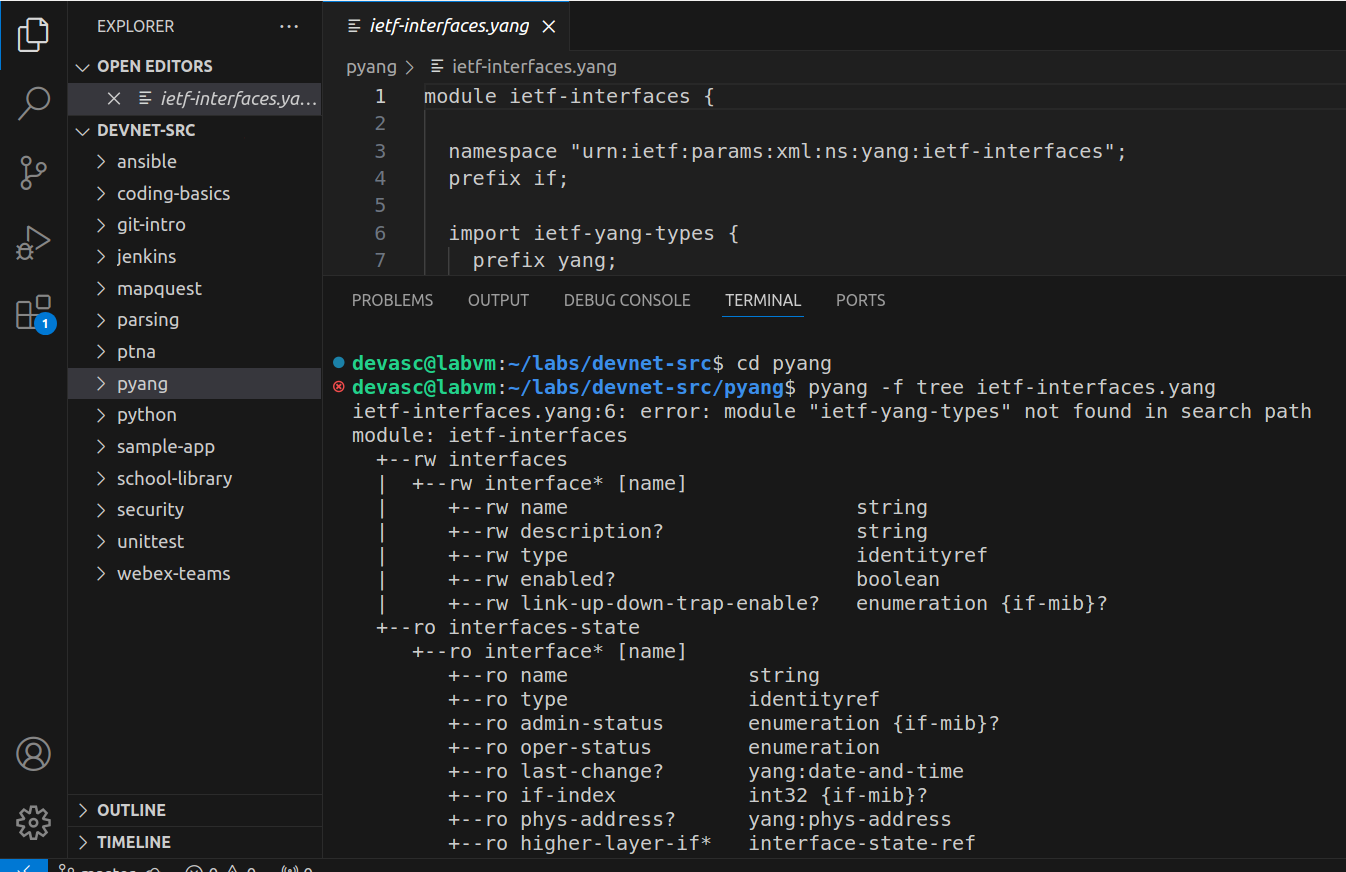 EXPLORER
OPEN EDITORS
ietf-interfaces.ya...
DEVNET-SRC
ansible
coding-basics
git-intro
jenkins
mapquest
parsing
ptna
pyang
python
sample-app
school-library
security
unittest
webex-teams
OUTLINE
TIMELINE
1
ietf-interfaces.yang
pyang > ietf-interfaces.yang
1 module ietf-interfaces {
2
3 namespace "urn:ietf:params:xml:ns:yang:ietf-interfaces";
4 prefix if;
5
6 import ietf-yang-types {
7 prefix yang;
PROBLEMS OUTPUT DEBUG CONSOLE TERMINAL PORTS
devasc@labvm:~/labs/devnet-src$ cd pyang
devasc@labvm:~/labs/devnet-src/pyang$ pyang -f tree ietf-interfaces.yang
ietf-interfaces.yang:6: error: module "ietf-yang-types" not found in search path
module: ietf-interfaces
  +--rw interfaces
  |  +--rw interface* [name]
  |     +--rw name                        string
  |     +--rw description?                string
  |     +--rw type                        identityref
  |     +--rw enabled?                    boolean
  |     +--rw link-up-down-trap-enable?   enumeration {if-mib}?
  +--ro interfaces-state
     +--ro interface* [name]
        +--ro name               string
        +--ro type               identityref
        +--ro admin-status       enumeration {if-mib}?
        +--ro oper-status        enumeration
        +--ro last-change?       yang:date-and-time
        +--ro if-index           int32 {if-mib}?
        +--ro phys-address?      yang:phys-address
        +--ro higher-layer-if*   interface-state-ref